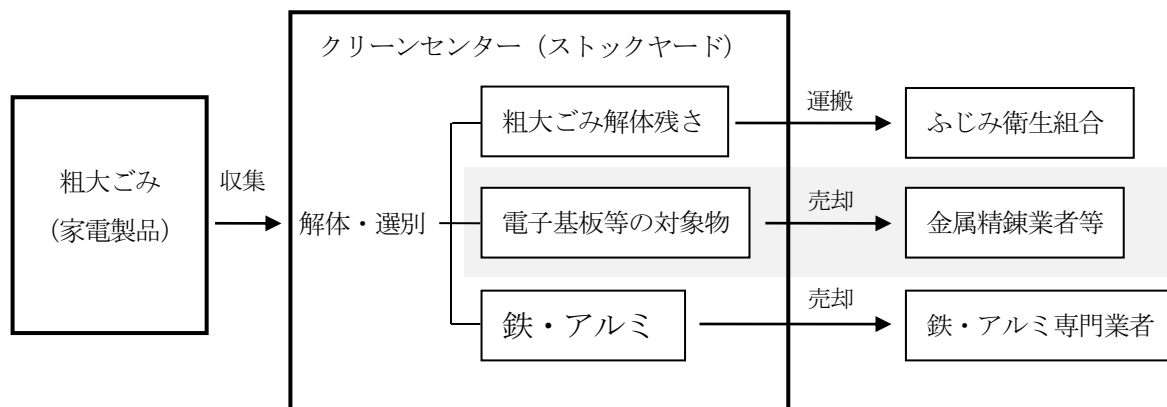 クリーンセンター（ストックヤード）
粗大ごみ
（家電製品）
収集
解体・選別
粗大ごみ解体残さ
運搬
ふじみ衛生組合
電子基板等の対象物
売却
金属精錬業者等
鉄・アルミ
売却
鉄・アルミ専門業者